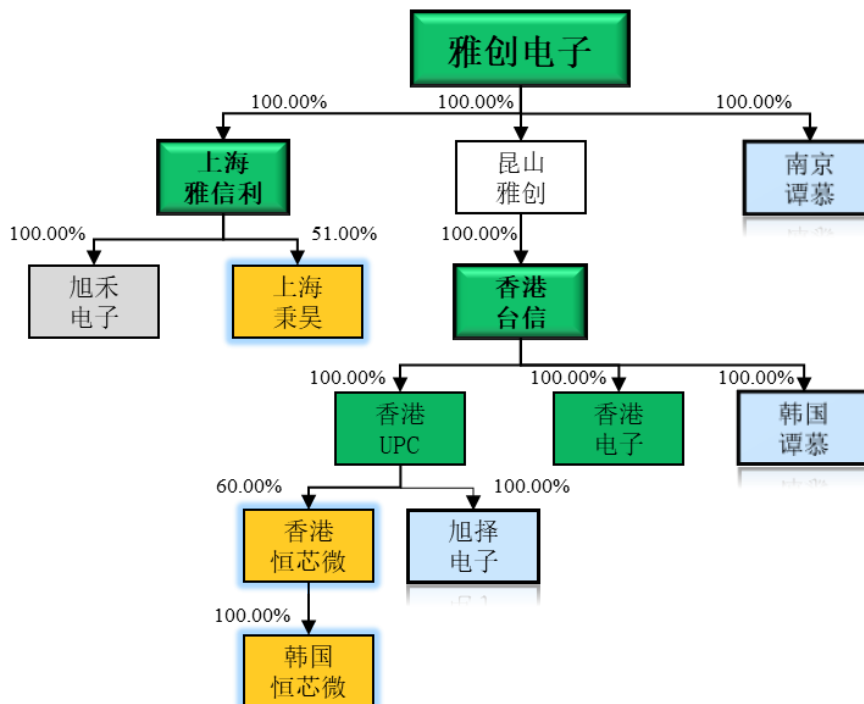 雅创电子
100.00%
100.00%
100.00%
上海
雅信利
昆山
雅创
南京
谭慕
100.00%
51.00%
100.00%
旭禾
电子
上海
秉昊
香港
台信
100.00%
100.00%
100.00%
香港
UPC
香港
电子
韩国
谭慕
60.00%
100.00%
香港
恒芯微
旭择
电子
100.00%
韩国
恒芯微